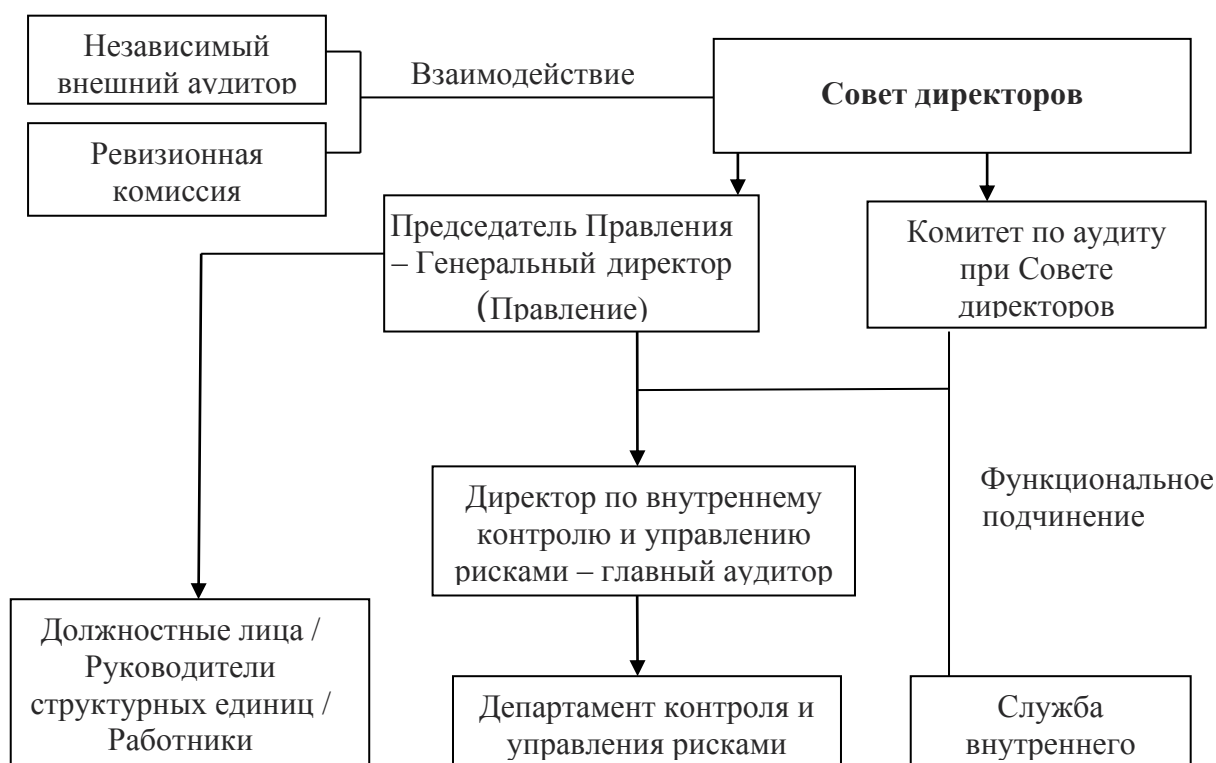 Независимый
внешний аудитор
Взаимодействие
Совет директоров
Ревизионная
комиссия
Председатель Правления
– Генеральный директор
(Правление)
Комитет по аудиту
при Совете
директоров
Функциональное
подчинение
Директор по внутреннему
контролю и управлению
рисками – главный аудитор
Должностные лица /
Руководители
структурных единиц /
Работники
Департамент контроля и
управления рисками
Служба
внутреннего